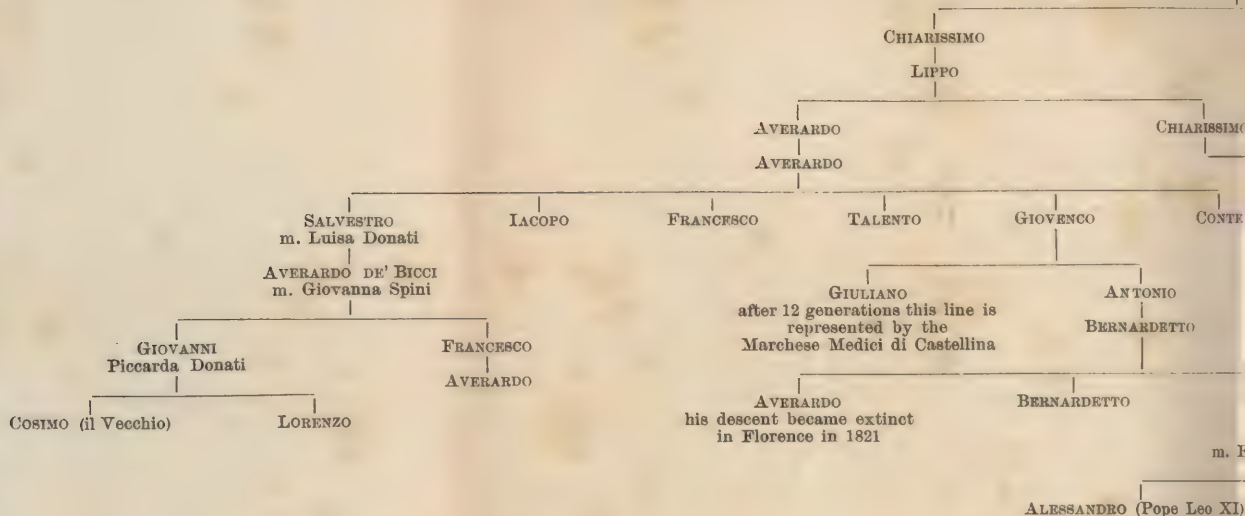 CHIARISSIMO
LIPPO
AVERARDO
CHIARISSIMO
AVERARDO
SALVESTRO
m. Luisa Donati
IACOPO
FRANCESCO
TALENTO
GIOVENCO
CONTE
AVERARDO DE' BICCI
m. Giovanna Spini
GIULIANO
after 12 generations this line is
represented by the
Marchese Medici di Castellina
ANTONIO
BERNARDETTO
GIOVANNI
Piccarda Donati
FRANCESCO
AVERARDO
COSIMO (il Vecchio)
LORENZO
AVERARDO
his descent became extinct
in Florence in 1821
BERNARDETTO
m.
ALESSANDRO (Pope Leo XI)